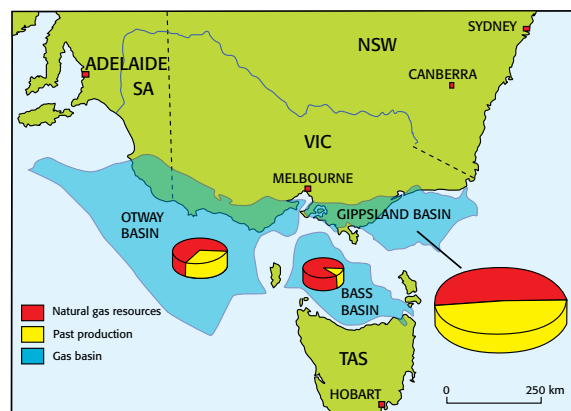 SYDNEY
NSW
ADELAIDE
CANBERRA
SA
VIC
MELBOURNE
OTWAY
BASIN
GIPPSLAND BASIN
BASS
BASIN
Natural gas resources
Past production
Gas basin
TAS
HOBART
0 250 km